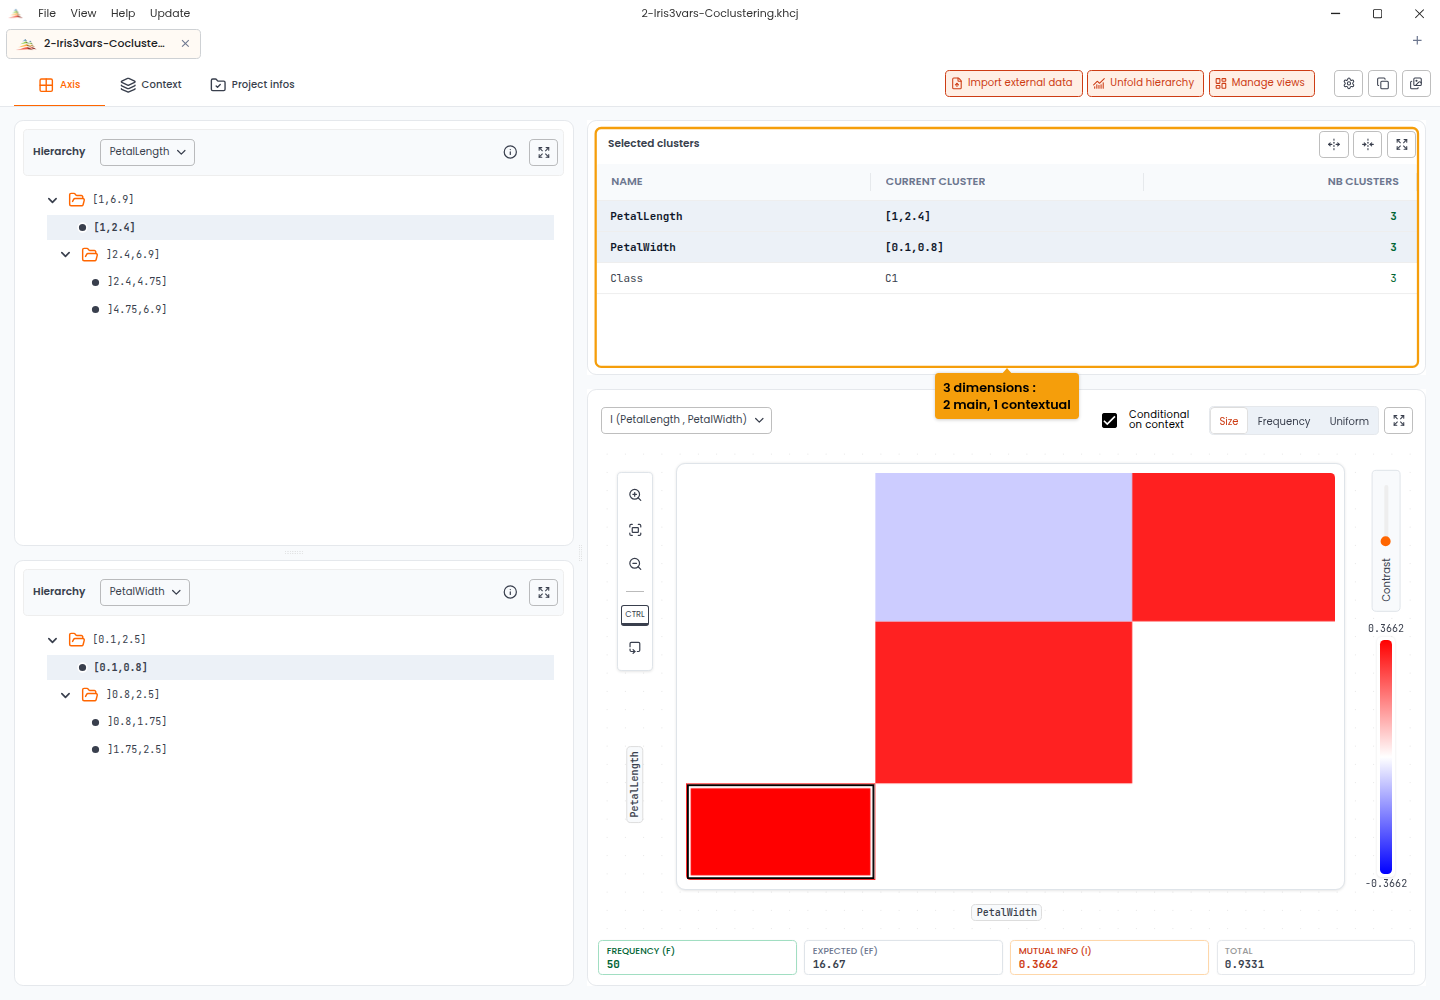 File View Help Update
2-Iris3vars-Coclustering.khcj
2-Iris3vars-Cocluste...
Axis Context Project infos
Import external data Unfold hierarchy Manage views
Hierarchy PetalLength
[1,6.9]
[1,2.4]
]2.4,6.9]
]2.4,4.75]
]4.75,6.9]
Hierarchy PetalWidth
[0.1,2.5]
[0.1,0.8]
]0.8,2.5]
]0.8,1.75]
]1.75,2.5]
Selected clusters
NAME CURRENT CLUSTER NB CLUSTERS
PetalLength [1,2.4] 3
PetalWidth [0.1,0.8] 3
Class C1 3
3 dimensions :
2 main, 1 contextual
I (PetalLength , PetalWidth)
Conditional
on context
Size Frequency Uniform
CTRL
Contrast
0.3662
-0.3662
PetalLength
PetalWidth
FREQUENCY (F)
50
EXPECTED (EF)
16.67
MUTUAL INFO (I)
0.3662
TOTAL
0.9331